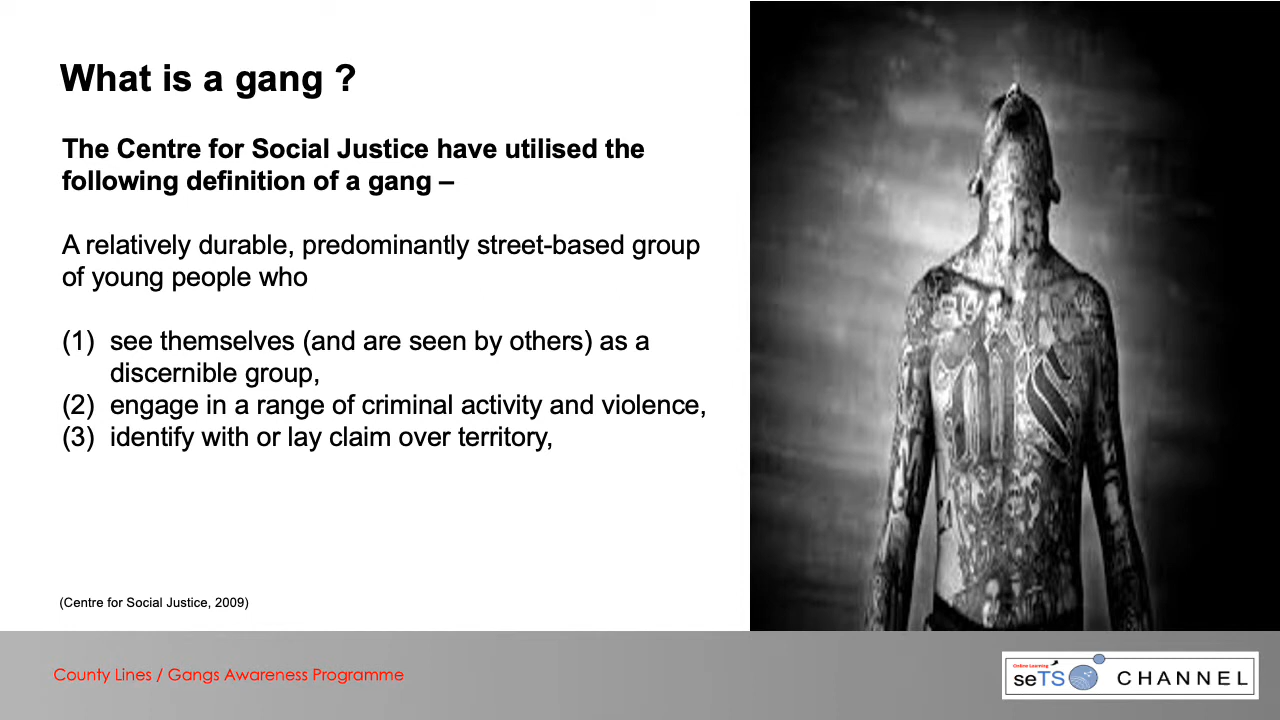 What is a gang ?
The Centre for Social Justice have utilised the
following definition of a gang –
A relatively durable, predominantly street-based group
of young people who
(1) see themselves (and are seen by others) as a
discernible group,
(2) engage in a range of criminal activity and violence,
(3) identify with or lay claim over territory,
(Centre for Social Justice, 2009)
County Lines / Gangs Awareness Programme
Online Learning
seTS CHANNEL